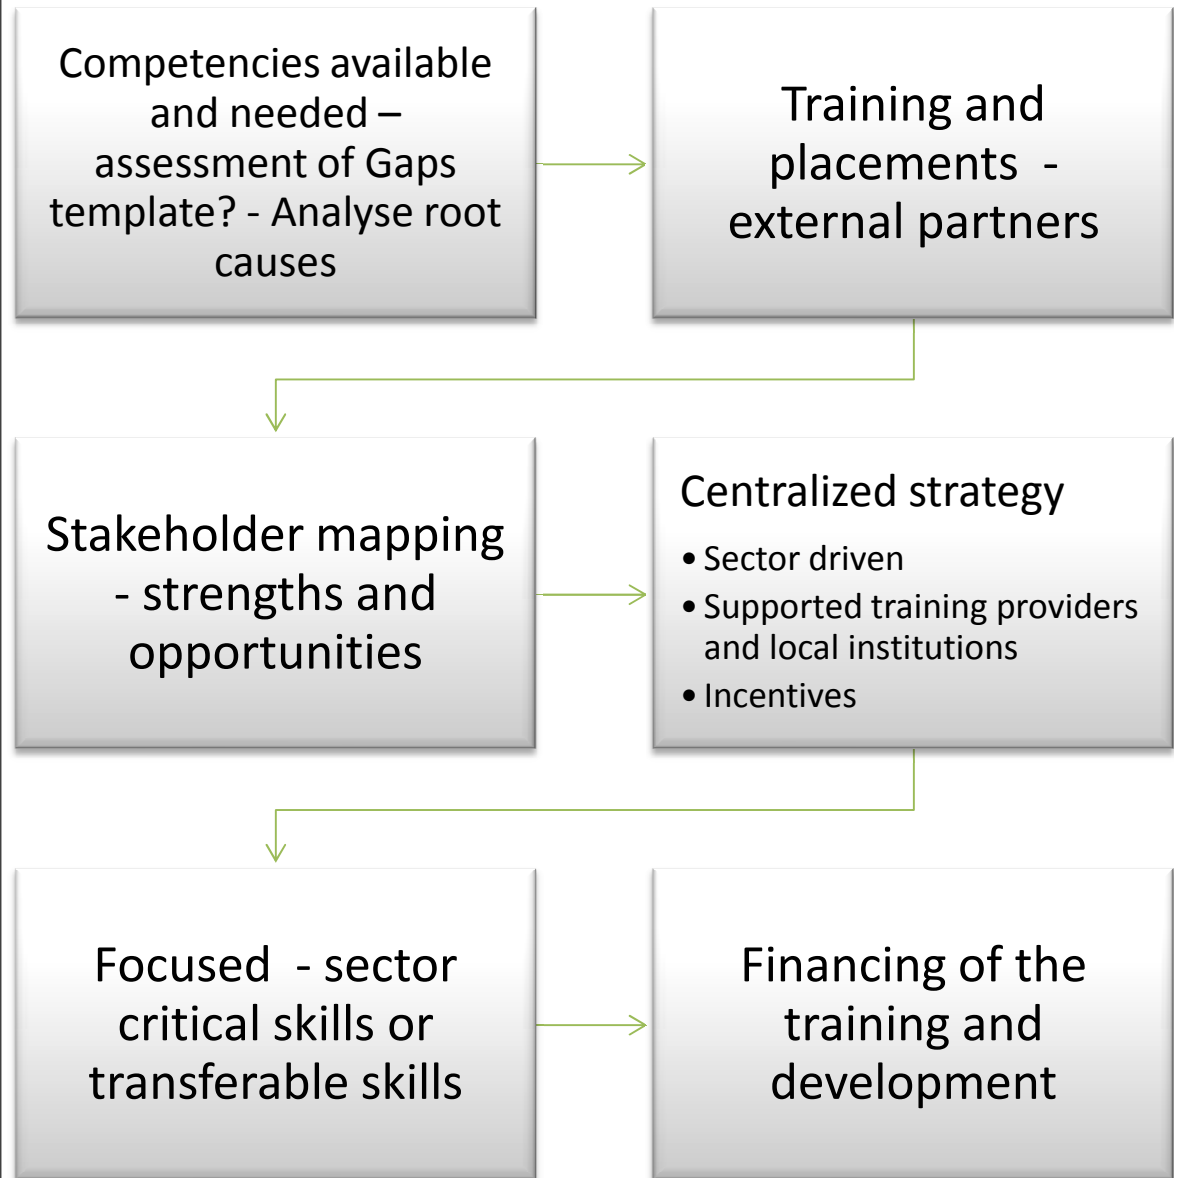 Competencies available
and needed –
assessment of Gaps
template? - Analyse root
causes
Training and
placements  -
external partners
Stakeholder mapping
- strengths and
opportunities
Centralized strategy
• Sector driven
• Supported training providers
and local institutions
• Incentives
Focused  - sector
critical skills or
transferable skills
Financing of the
training and
development